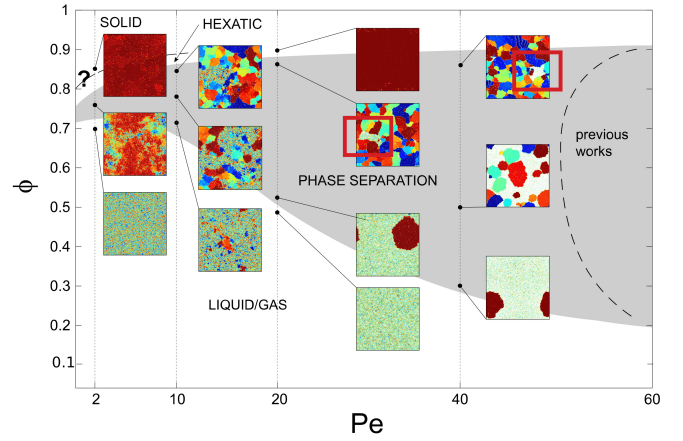 1
0.9
0.8
0.7
0.6
0.5
0.4
0.3
0.2
0.1
ϕ
SOLID
HEXATIC
?
previous
works
PHASE SEPARATION
LIQUID/GAS
2
10
20
40
60
Pe